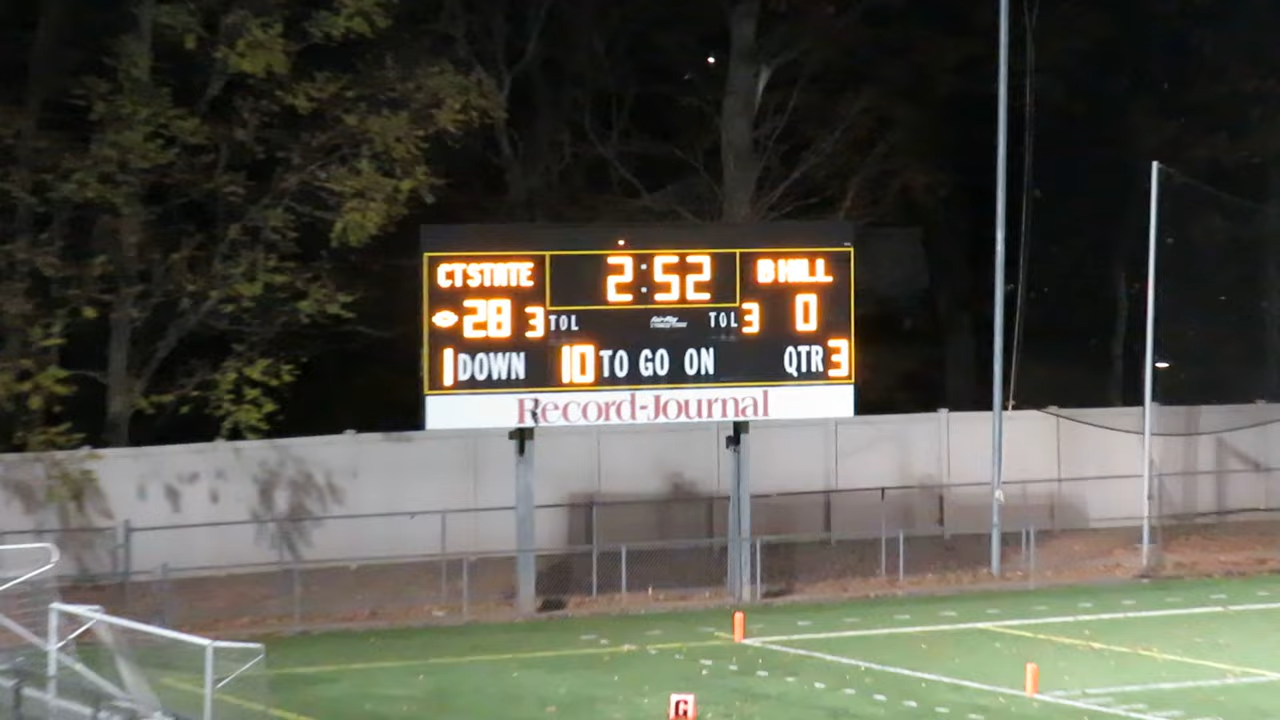 CTSTATE 2:52 B HILL
28 3 TOL TOL 3 0
1 DOWN 10 TO GO ON QTR 3
Record-Journal
G